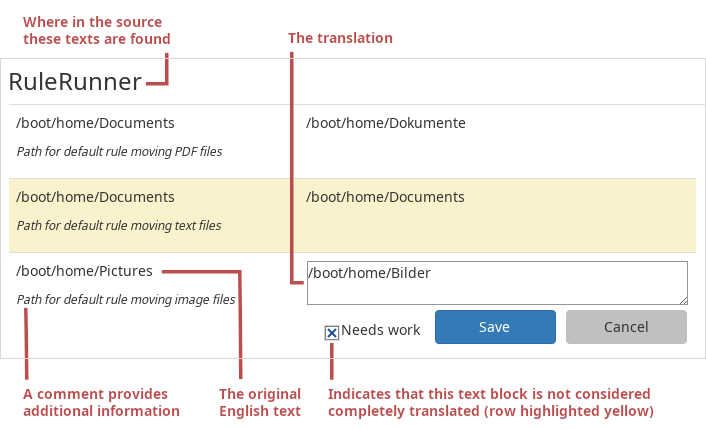 Where in the source
these texts are found
The translation
RuleRunner
/boot/home/Documents
/boot/home/Dokumente
Path for default rule moving PDF files
/boot/home/Documents
/boot/home/Documents
Path for default rule moving text files
/boot/home/Pictures
/boot/home/Bilder
Path for default rule moving image files
Needs work
Save
Cancel
A comment provides
additional information
The original
English text
Indicates that this text block is not considered
completely translated (row highlighted yellow)